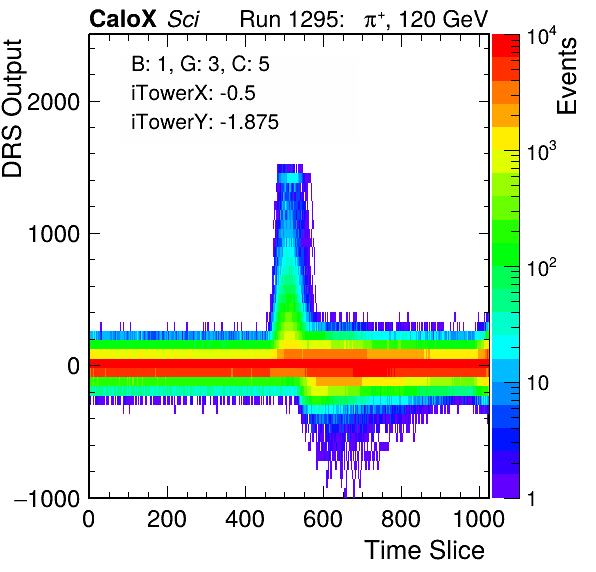 CaloX Sci Run 1295: π⁺, 120 GeV
B: 1, G: 3, C: 5
iTowerX: -0.5
iTowerY: -1.875
DRS Output
2000
1000
0
−1000
0 200 400 600 800 1000
Time Slice
Events
10⁴
10³
10²
10
1